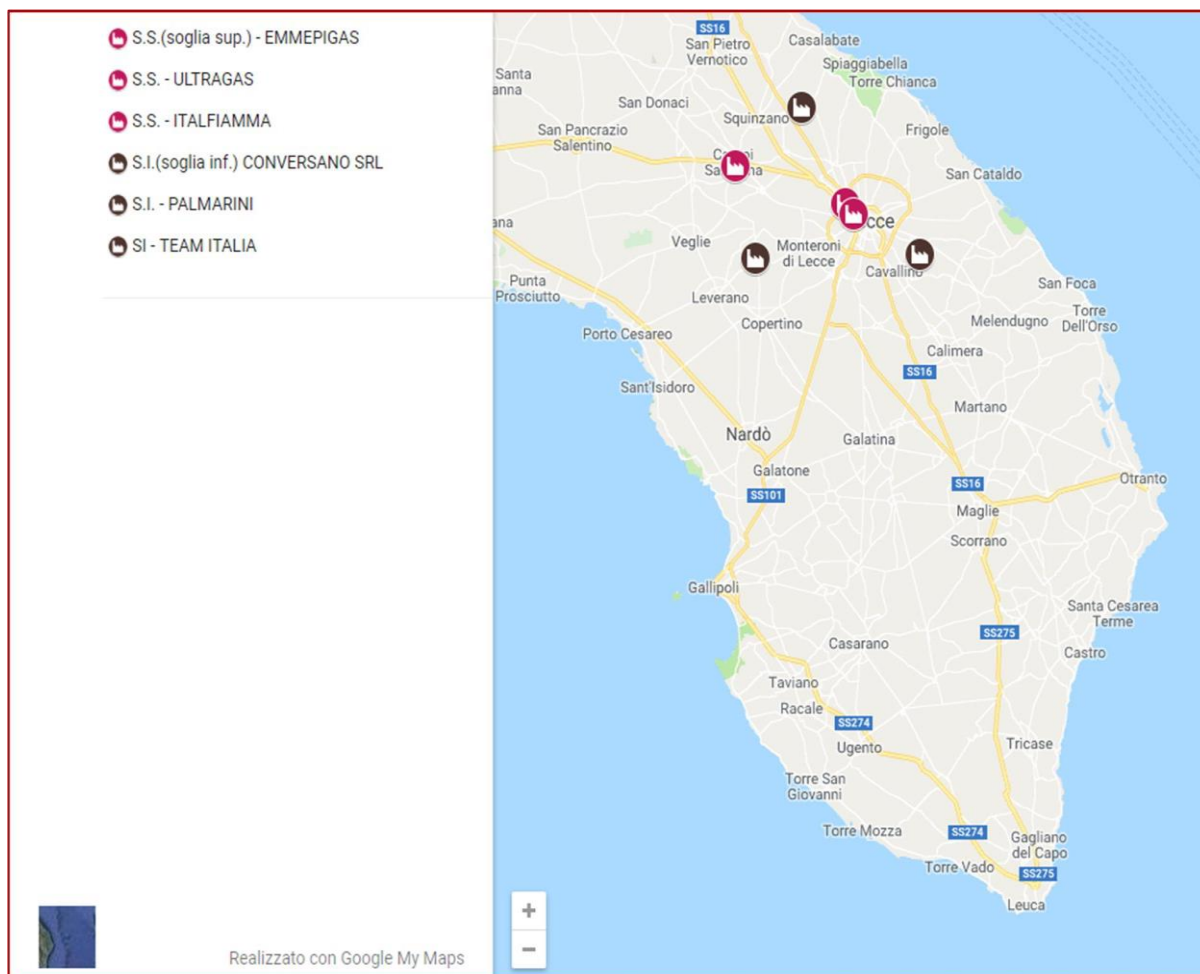 S.S.(soglia sup.) - EMMEPIGAS
S.S. - ULTRAGAS
S.S. - ITALFIAMMA
S.I.(soglia inf.) CONVERSANO SRL
S.I. - PALMARINI
SI - TEAM ITALIA
Realizzato con Google My Maps
SS16
San Pietro
Vernotico
Casalabate
Spiaggiabella
Torre Chianca
Santa
anna
San Donaci
Squinzano
San Pancrazio
Salentino
Frigole
San Cataldo
cce
ana
Veglie
Monteroni
di Lecce
Cavallino
Punta
Prosciutto
Leverano
San Foca
Torre
Dell'Orso
Porto Cesareo
Copertino
Melendugno
Calimera
SS16
Sant'Isidoro
Martano
Nardò
Galatina
Galatone
SS16
Otranto
SS101
Maglie
Scorrano
Gallipoli
Santa Cesarea
Terme
SS275
Casarano
Castro
Taviano
Racale
SS274
Ugento
Tricase
Torre San
Giovanni
Torre Mozza
SS274
Gagliano
del Capo
Torre Vado
SS275
Leuca
+
−